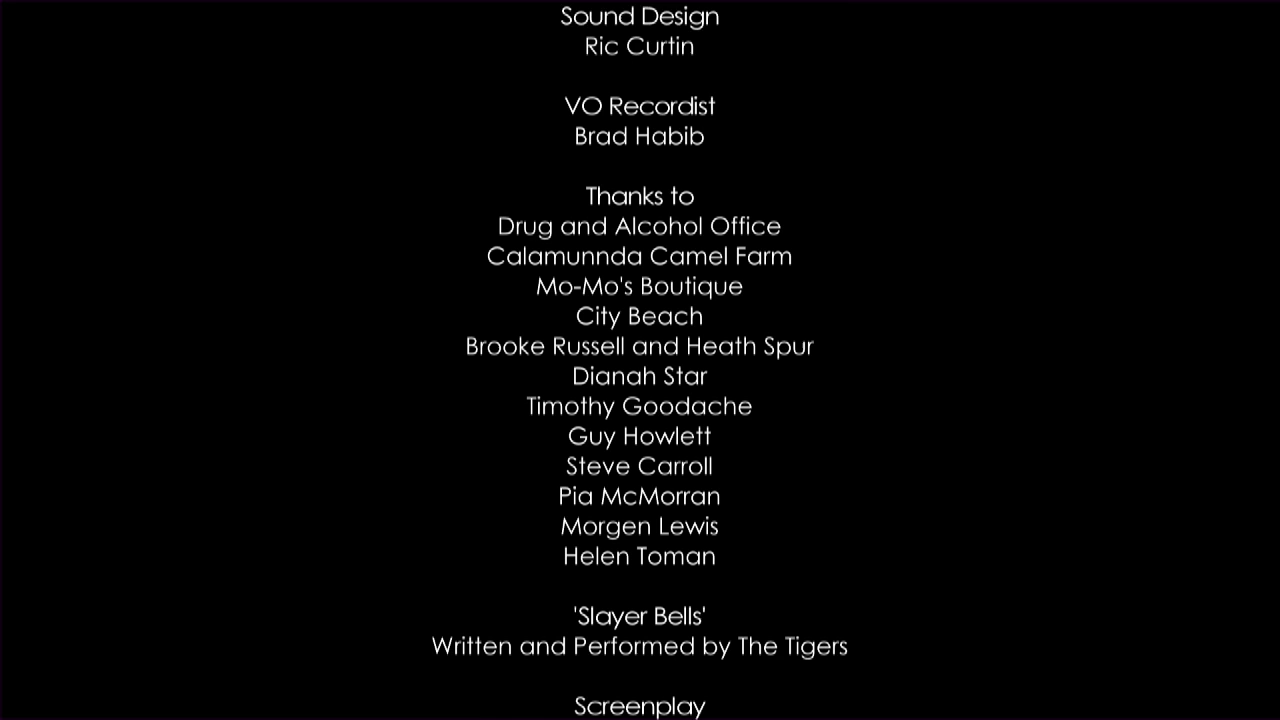 Sound Design
Ric Curtin
VO Recordist
Brad Habib
Thanks to
Drug and Alcohol Office
Calamunnda Camel Farm
Mo-Mo's Boutique
City Beach
Brooke Russell and Heath Spur
Dianah Star
Timothy Goodache
Guy Howlett
Steve Carroll
Pia McMorran
Morgen Lewis
Helen Toman
'Slayer Bells'
Written and Performed by The Tigers
Screenplay